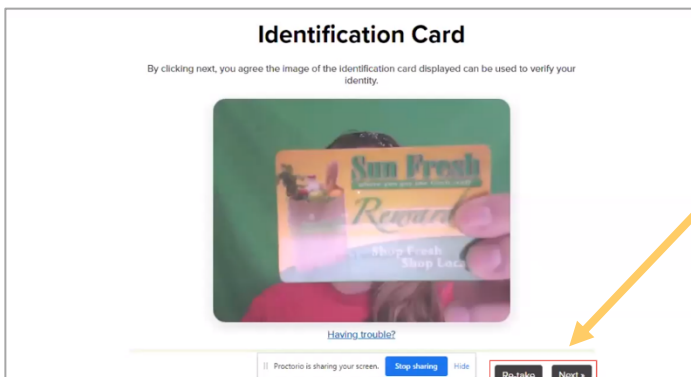 Identification Card
By clicking next, you agree the image of the identification card displayed can be used to verify your
identity.
Sun Fresh
Reward
Shop Fresh
Shop Loca
Having trouble?
Proctorio is sharing your screen. Stop sharing Hide
Re-take Next »